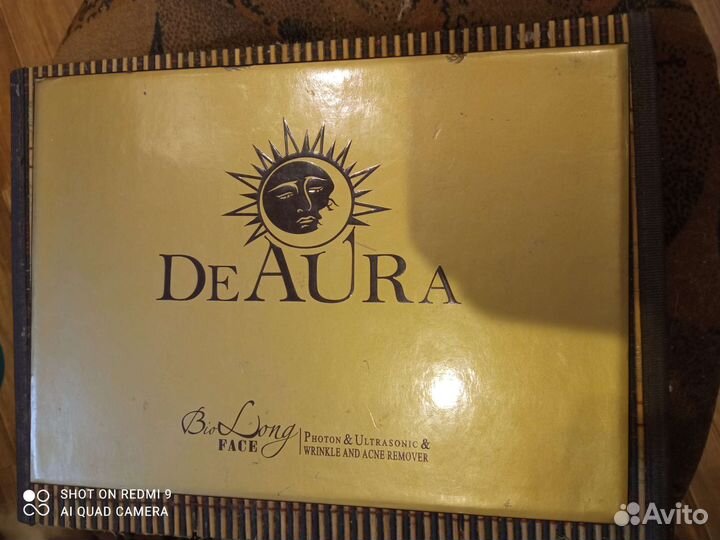 DEAURA
Bio Long
FACE
PHOTON & ULTRASONIC &
WRINKLE AND ACNE REMOVER
SHOT ON REDMI 9
AI QUAD CAMERA
Avito